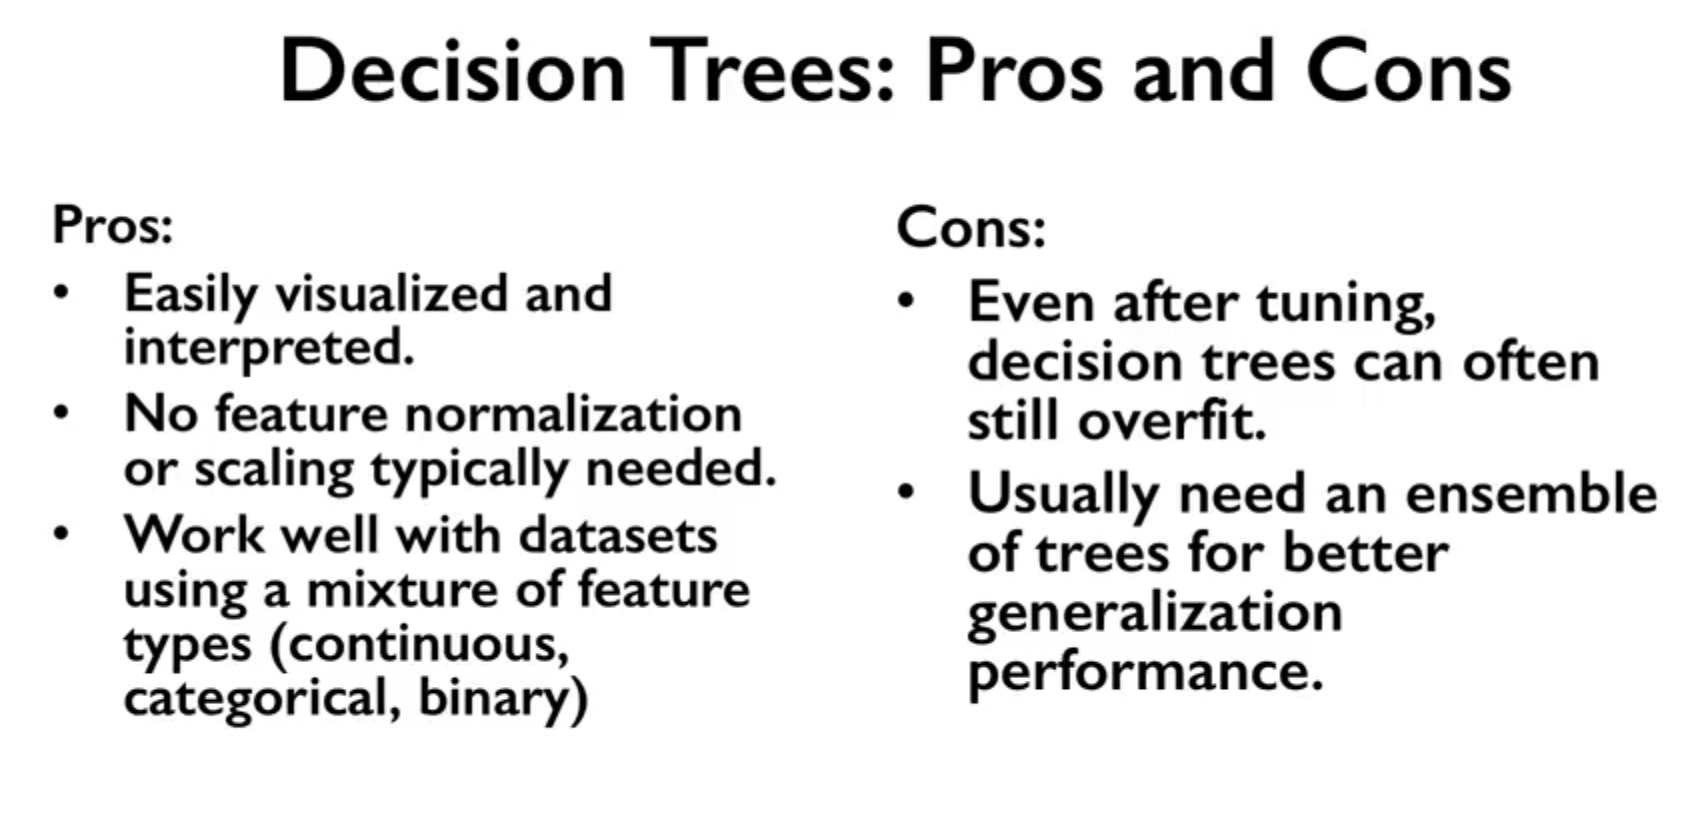 Decision Trees: Pros and Cons
Pros:
• Easily visualized and
interpreted.
• No feature normalization
or scaling typically needed.
• Work well with datasets
using a mixture of feature
types (continuous,
categorical, binary)
Cons:
• Even after tuning,
decision trees can often
still overfit.
• Usually need an ensemble
of trees for better
generalization
performance.